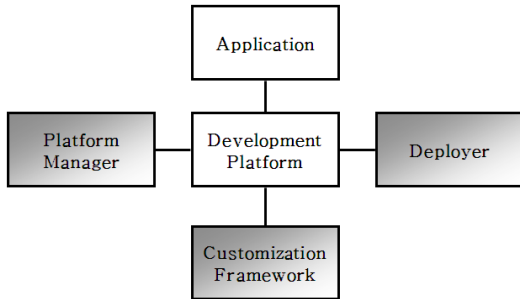 Application
Platform
Manager
Development
Platform
Deployer
Customization
Framework